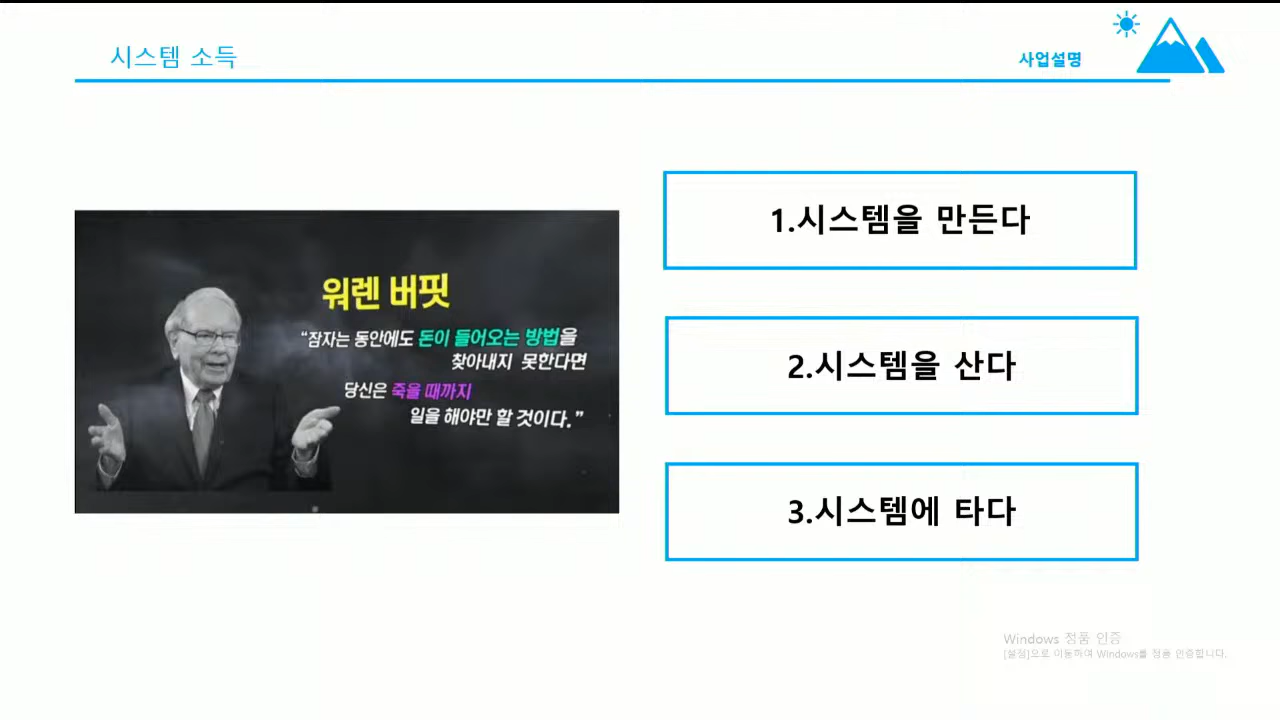 시스템 소득
사업설명
워렌 버핏
“잠자는 동안에도 돈이 들어오는 방법을
찾아내지 못한다면
당신은 죽을 때까지
일을 해야만 할 것이다.”
1.시스템을 만든다
2.시스템을 산다
3.시스템에 타다
Windows 정품 인증
[설정]으로 이동하여 Windows를 정품 인증합니다.